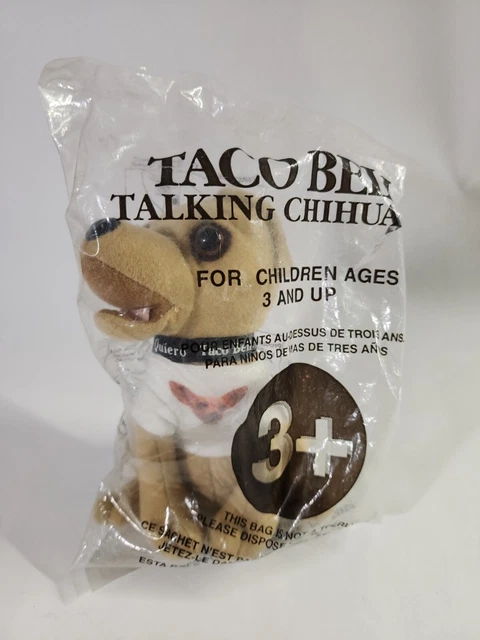 TACO BEL
TALKING CHIHUA
FOR CHILDREN AGES
3 AND UP
POUR ENFANTS AU-DESSUS DE TROIS ANS.
PARA NIÑOS DE MAS DE TRES AÑOS
Quiero Taco Bell
3+
THIS BAG IS NOT A
PLEASE DISPOSE
CE SACHET N'EST
JETEZ-LE
ESTA